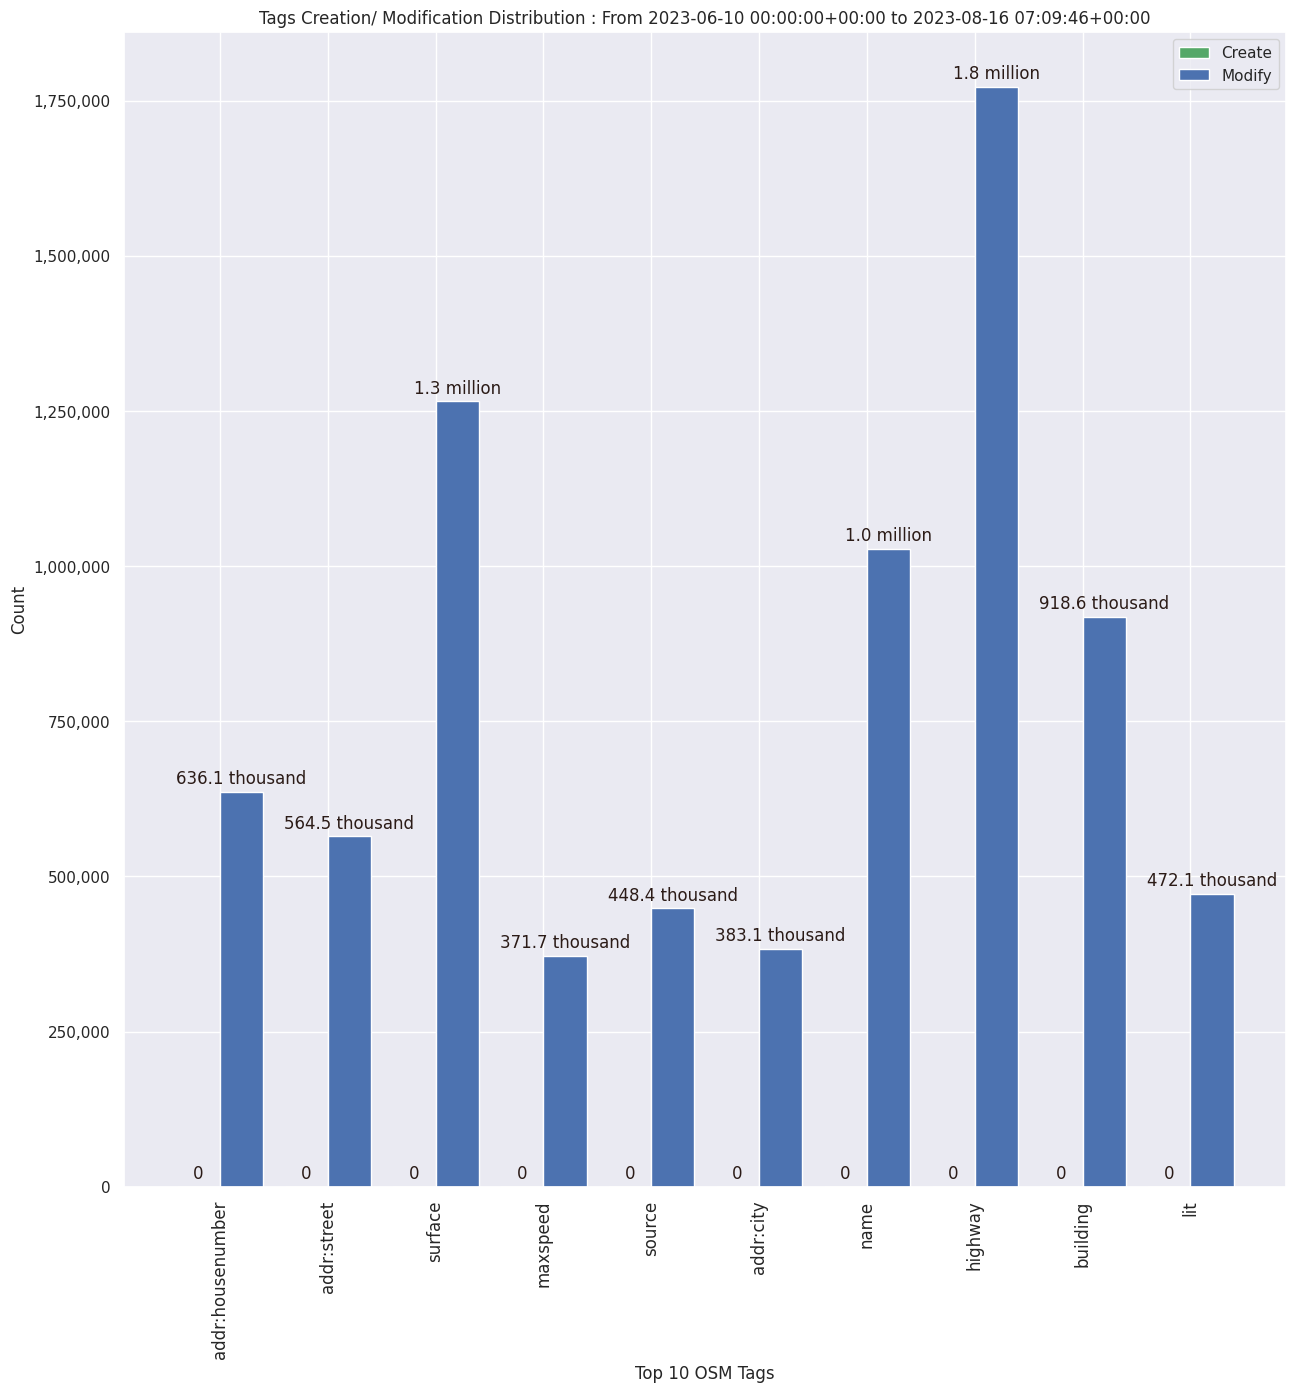 Tags Creation/ Modification Distribution : From 2023-06-10 00:00:00+00:00 to 2023-08-16 07:09:46+00:00
Create
Modify
1.8 million
1,750,000
1,500,000
1.3 million
1,250,000
1.0 million
1,000,000
918.6 thousand
Count
750,000
636.1 thousand
564.5 thousand
500,000
472.1 thousand
448.4 thousand
383.1 thousand
371.7 thousand
250,000
0 0 0 0 0 0 0 0 0 0
0
addr:housenumber
addr:street
surface
maxspeed
source
addr:city
name
highway
building
lit
Top 10 OSM Tags